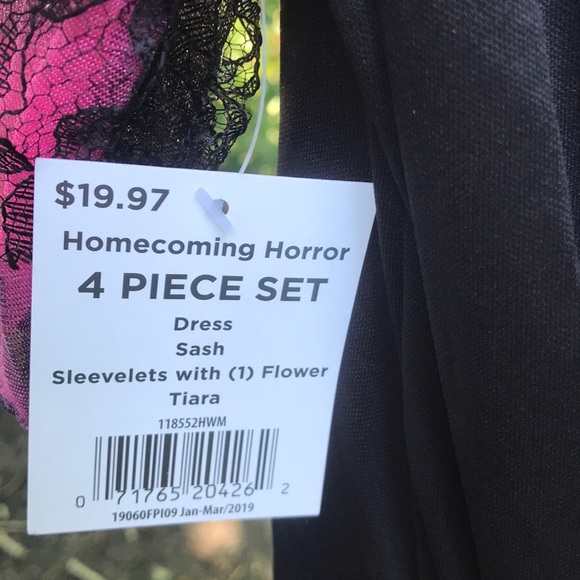 $19.97
Homecoming Horror
4 PIECE SET
Dress
Sash
Sleevelets with (1) Flower
Tiara
118552HWM
0 71765 20426 2
19060FPI09 Jan-Mar/2019